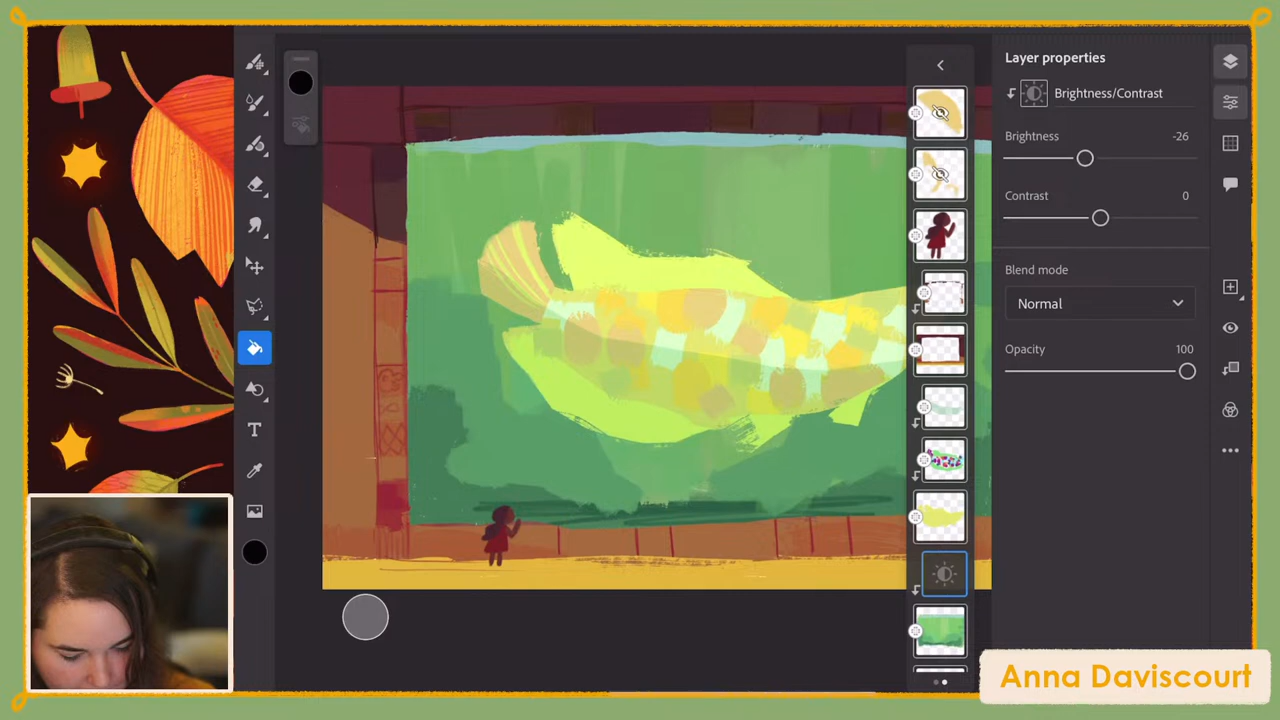 Layer properties
Brightness/Contrast
Brightness -26
Contrast 0
Blend mode
Normal
Opacity 100
T
Anna Daviscourt